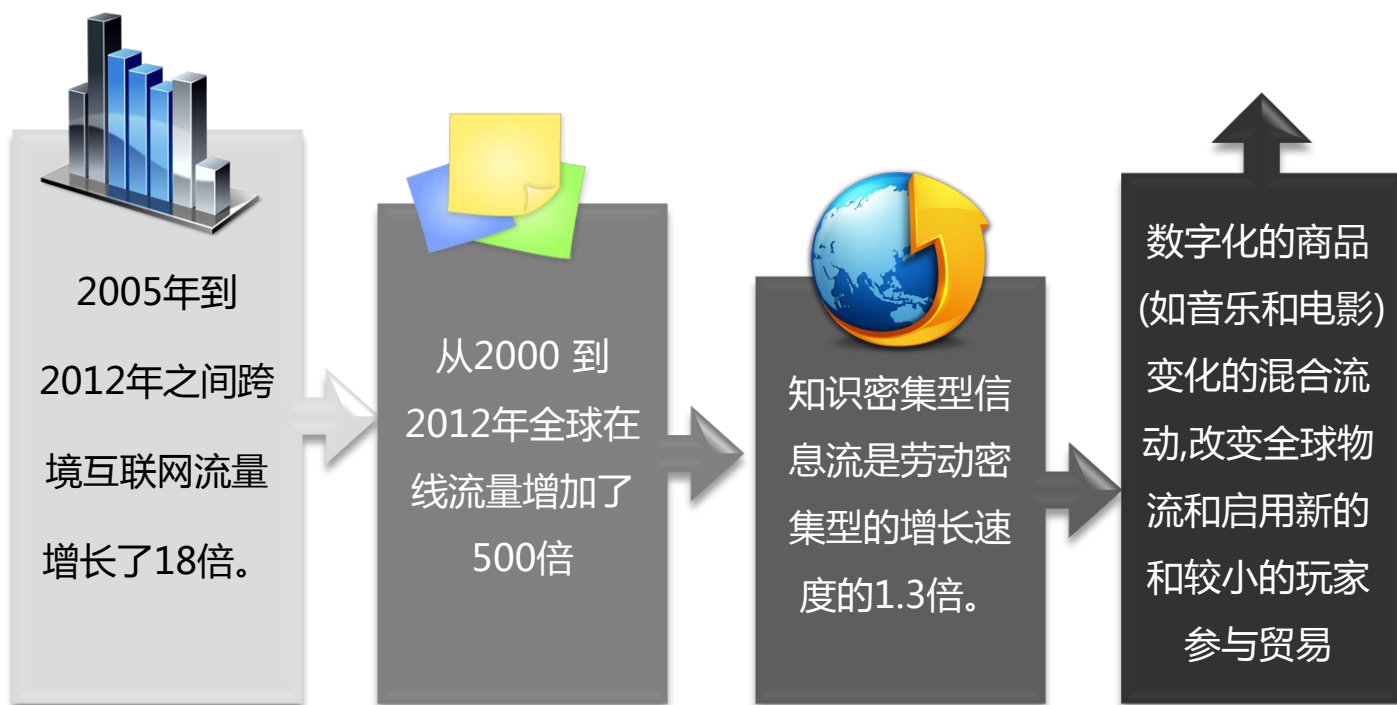 2005年到
2012年之间跨
境互联网流量
增长了18倍。
从2000 到
2012年全球在
线流量增加了
500倍
知识密集型信
息流是劳动密
集型的增长速
度的1.3倍。
数字化的商品
(如音乐和电影)
变化的混合流
动,改变全球物
流和启用新的
和较小的玩家
参与贸易